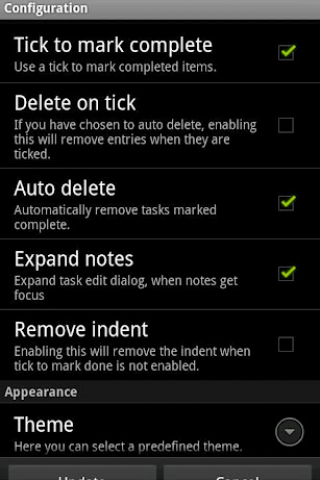 Configuration
Tick to mark complete
Use a tick to mark completed items.
Delete on tick
If you have chosen to auto delete, enabling
this will remove entries when they are
ticked.
Auto delete
Automatically remove tasks marked
complete.
Expand notes
Expand task edit dialog, when notes get
focus
Remove indent
Enabling this will remove the indent when
tick to mark done is not enabled.
Appearance
Theme
Here you can select a predefined theme.
Update Cancel